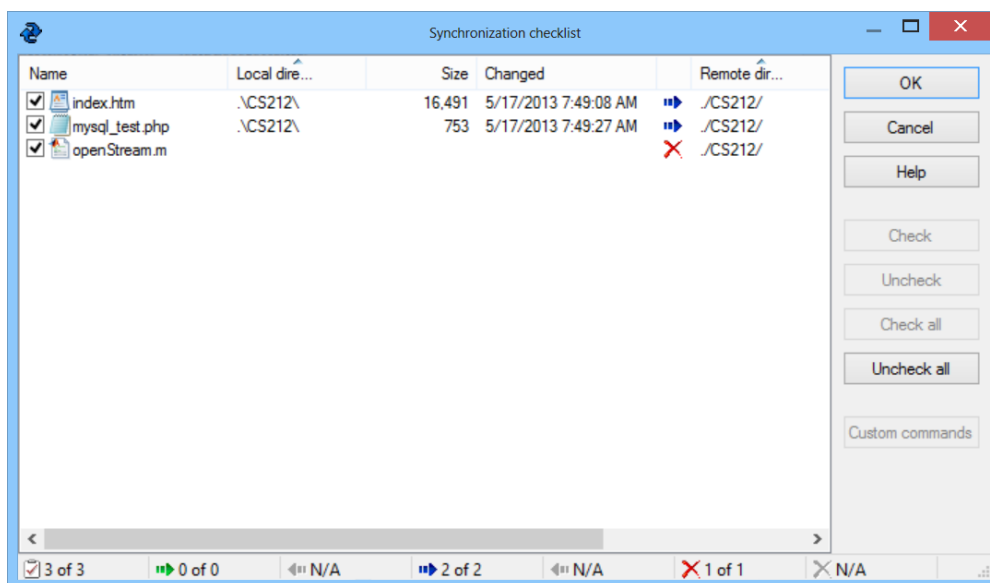 Synchronization checklist
Name Local dire... Size Changed Remote dir...
index.htm .\CS212\ 16,491 5/17/2013 7:49:08 AM ./CS212/
mysql_test.php .\CS212\ 753 5/17/2013 7:49:27 AM ./CS212/
openStream.m ./CS212/
OK
Cancel
Help
Check
Uncheck
Check all
Uncheck all
Custom commands
3 of 3 0 of 0 N/A 2 of 2 N/A 1 of 1 N/A